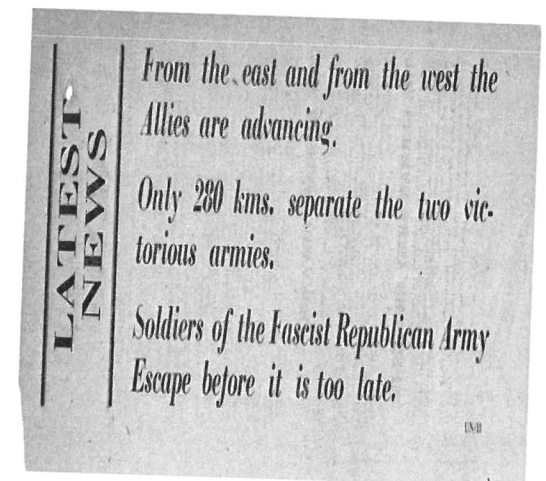 LATEST
NEWS
From the east and from the west the
Allies are advancing.
Only 280 kms. separate the two vic-
torious armies.
Soldiers of the Fascist Republican Army
Escape before it is too late.